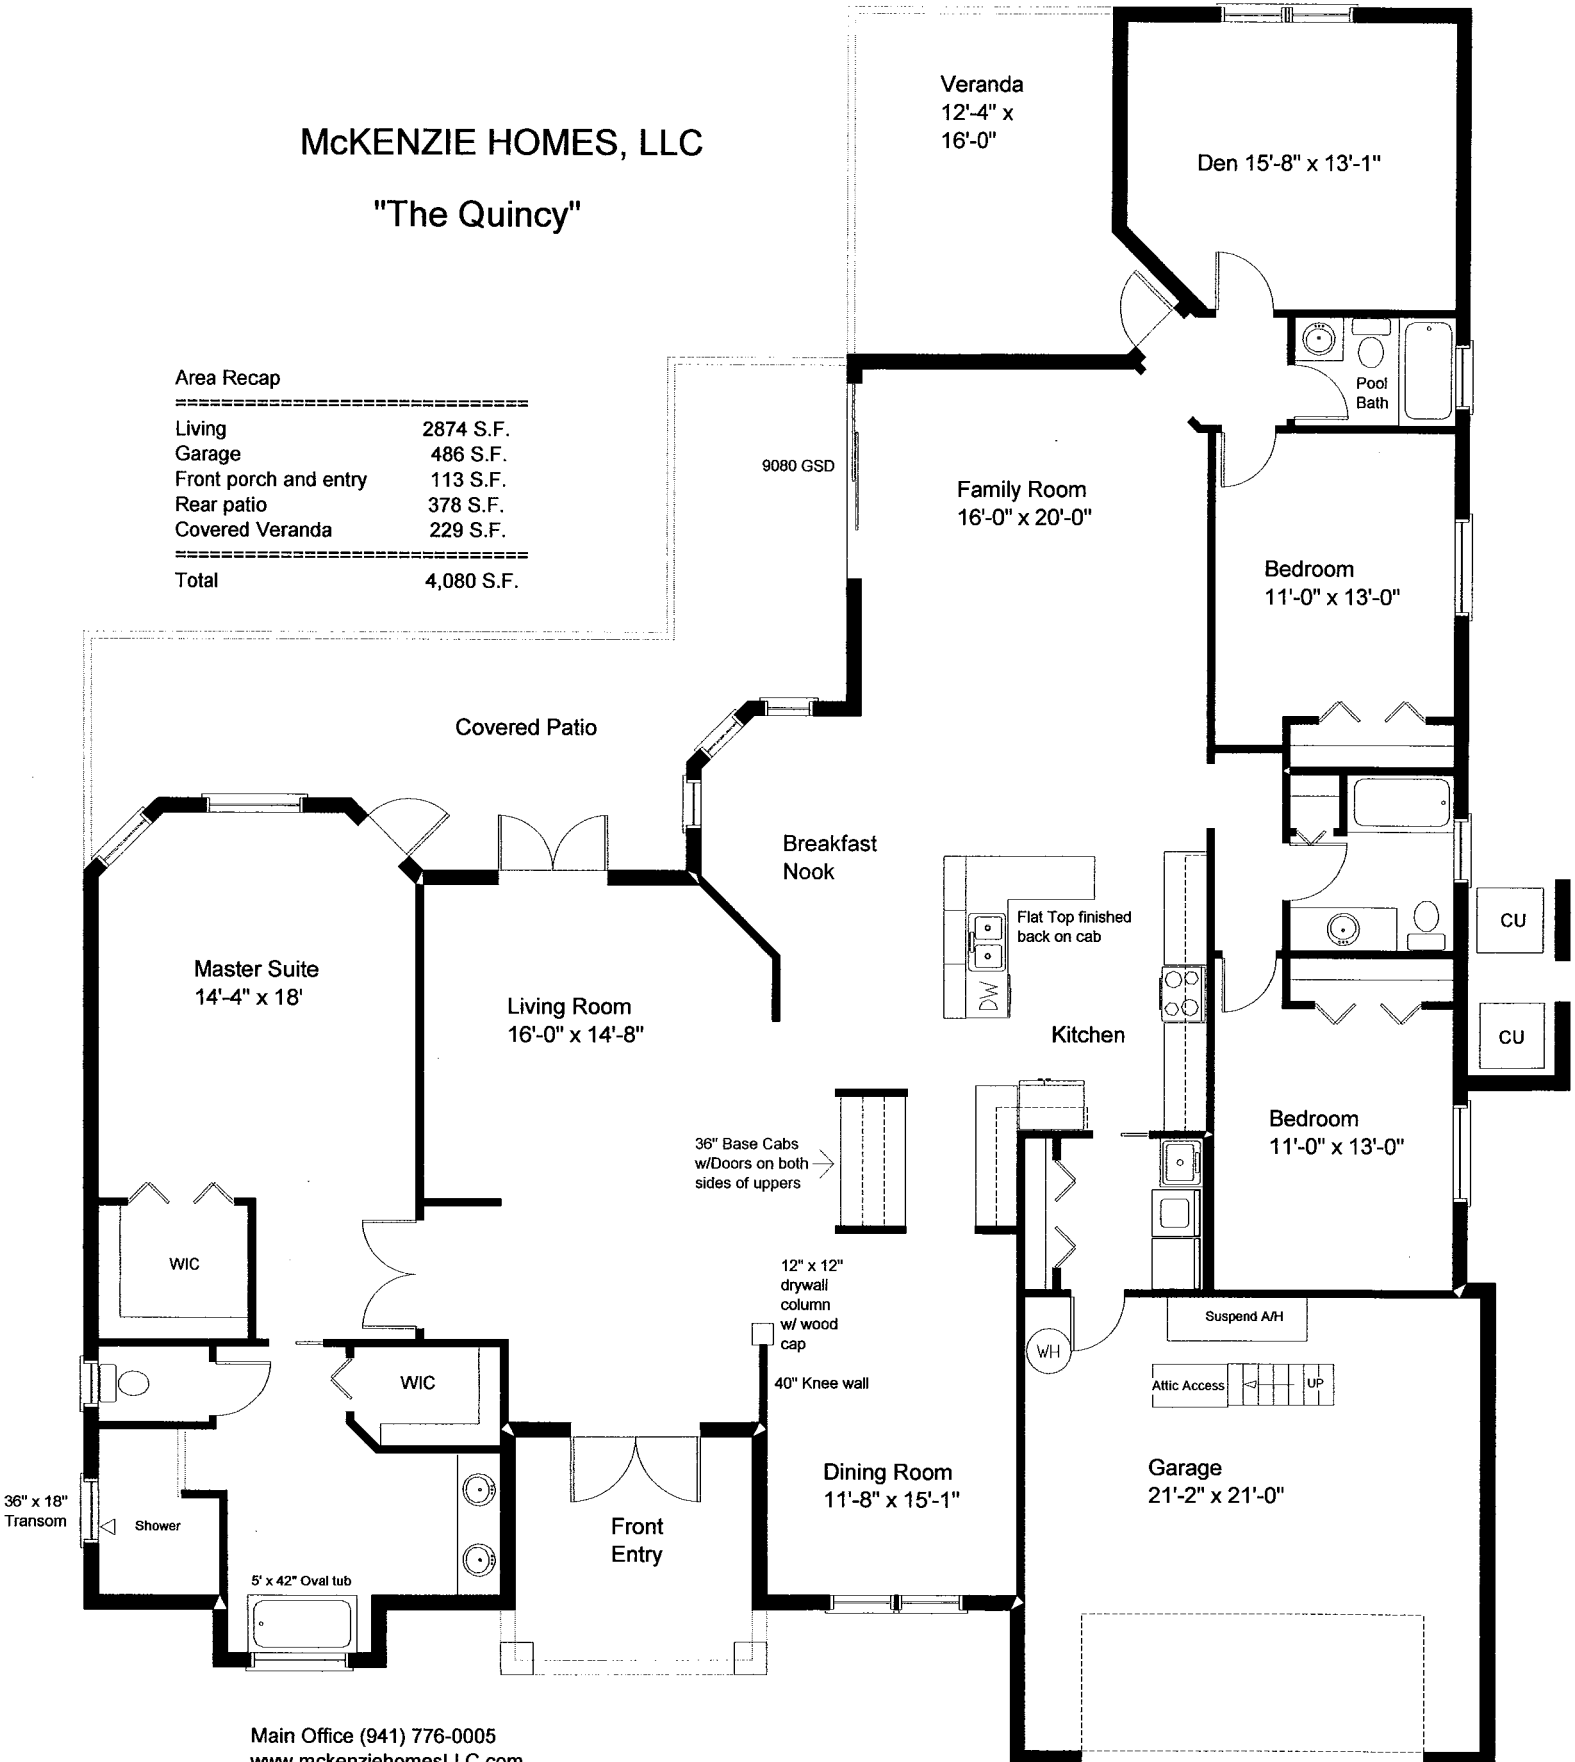 McKENZIE HOMES, LLC
"The Quincy"
Veranda
12'-4" x
16'-0"
Den 15'-8" x 13'-1"
Area Recap
================================
Living 2874 S.F.
Garage 486 S.F.
Front porch and entry 113 S.F.
Rear patio 378 S.F.
Covered Veranda 229 S.F.
================================
Total 4,080 S.F.
Pool
Bath
9080 GSD
Family Room
16'-0" x 20'-0"
Bedroom
11'-0" x 13'-0"
Covered Patio
Breakfast
Nook
Flat Top finished
back on cab
CU
Master Suite
14'-4" x 18'
Living Room
16'-0" x 14'-8"
DW
Kitchen
CU
36" Base Cabs
w/Doors on both
sides of uppers
Bedroom
11'-0" x 13'-0"
WIC
12" x 12"
drywall
column
w/ wood
cap
Suspend A/H
WH
WIC
40" Knee wall
Attic Access
UP
Dining Room
11'-8" x 15'-1"
Garage
21'-2" x 21'-0"
36" x 18"
Transom
Shower
Front
Entry
5' x 42" Oval tub
Main Office (941) 776-0005
www.mckenziehomesLLC.com